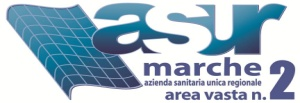 asur
marche
azienda sanitaria unica regionale
area vasta n. 2